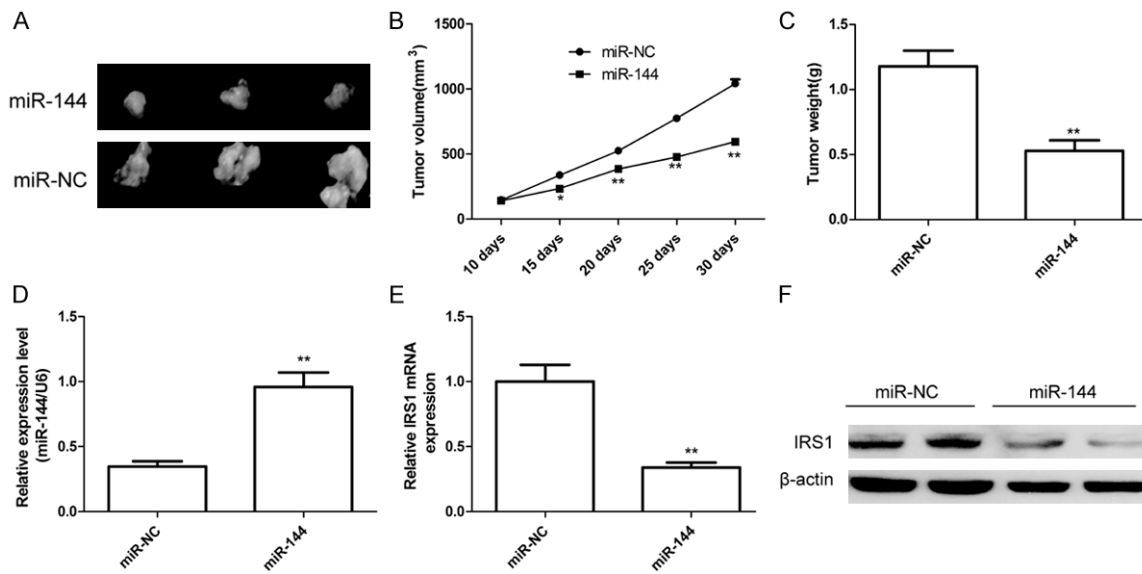 A
miR-144
miR-NC
B
Tumor volume(mm³)
1500
1000
500
0
miR-NC
miR-144
*
**
**
**
10 days
15 days
20 days
25 days
30 days
C
Tumor weight(g)
1.5
1.0
0.5
0.0
**
miR-NC
miR-144
D
Relative expression level
(miR-144/U6)
1.5
1.0
0.5
0.0
**
miR-NC
miR-144
E
Relative IRS1 mRNA
expression
1.5
1.0
0.5
0.0
**
miR-NC
miR-144
F
miR-NC
miR-144
IRS1
β-actin